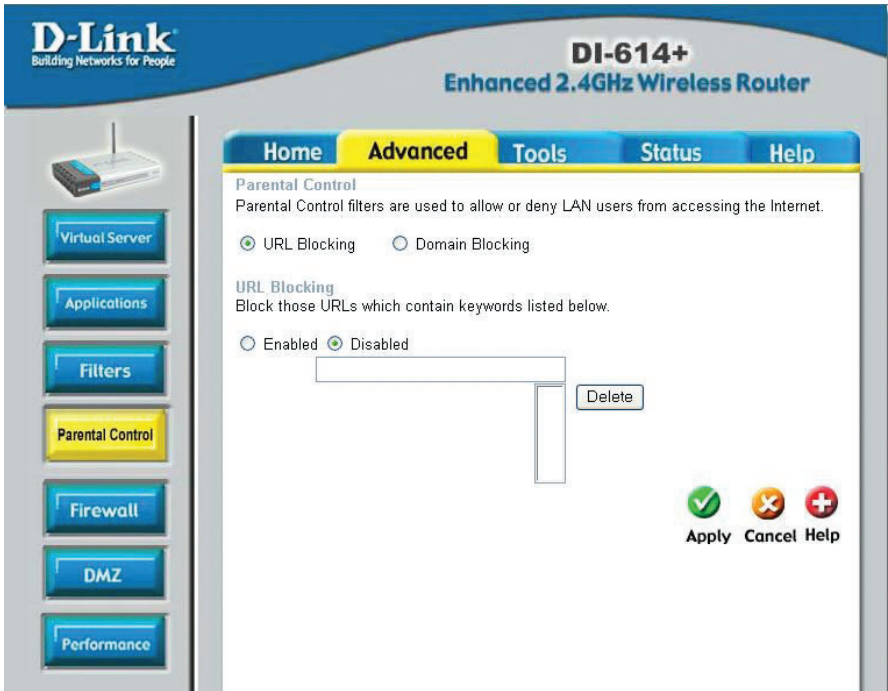 D-Link
Building Networks for People
DI-614+
Enhanced 2.4GHz Wireless Router
Home Advanced Tools Status Help
Virtual Server
Applications
Filters
Parental Control
Firewall
DMZ
Performance
Parental Control
Parental Control filters are used to allow or deny LAN users from accessing the Internet.
URL Blocking Domain Blocking
URL Blocking
Block those URLs which contain keywords listed below.
Enabled Disabled
Delete
Apply Cancel Help